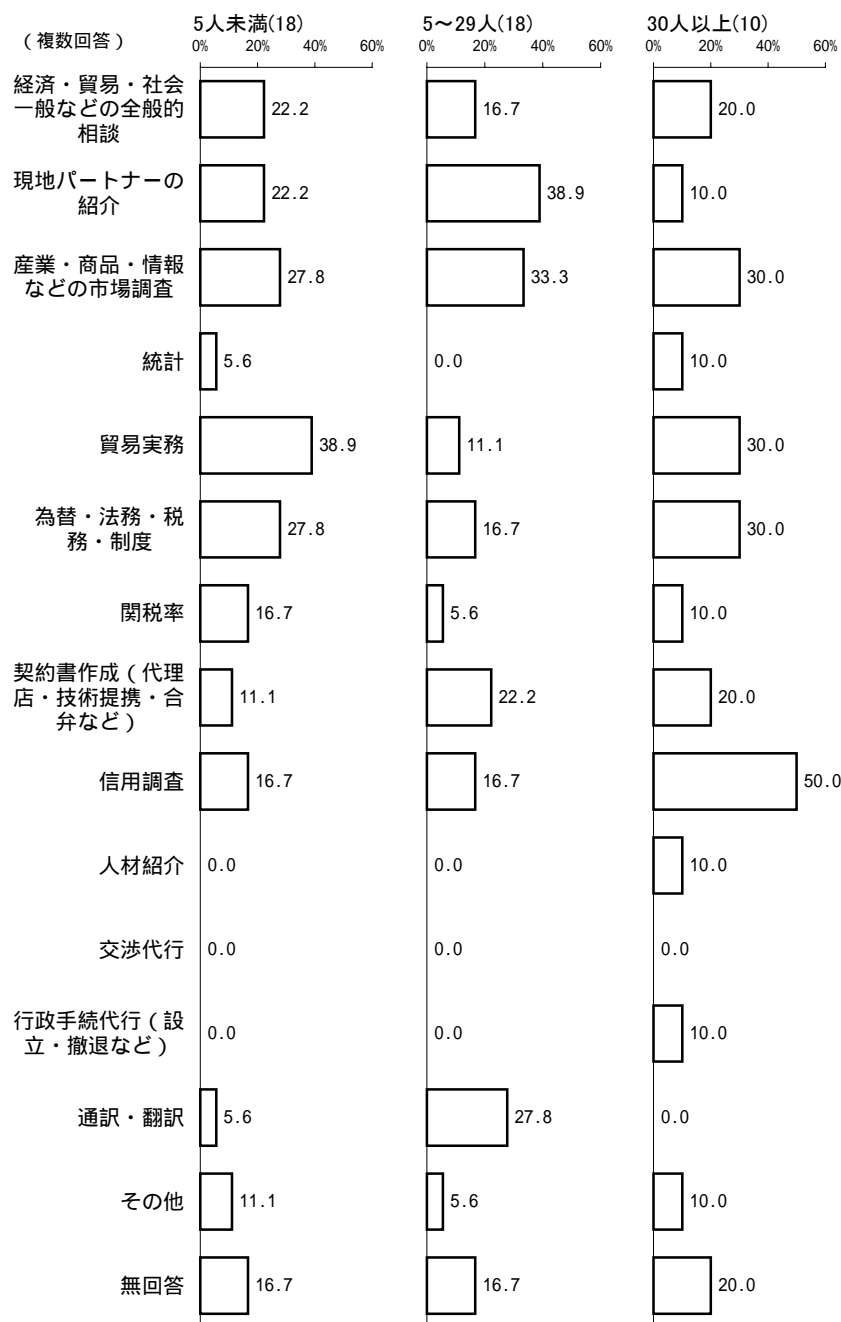 5人未満(18) 5～29人(18) 30人以上(10)
（複数回答）
0% 20% 40% 60% 0% 20% 40% 60% 0% 20% 40% 60%
経済・貿易・社会
一般などの全般的
相談
22.2 16.7 20.0
現地パートナーの
紹介
22.2 38.9 10.0
産業・商品・情報
などの市場調査
27.8 33.3 30.0
統計 5.6 0.0 10.0
貿易実務 38.9 11.1 30.0
為替・法務・税
務・制度
27.8 16.7 30.0
関税率 16.7 5.6 10.0
契約書作成（代理
店・技術提携・合
弁など）
11.1 22.2 20.0
信用調査 16.7 16.7 50.0
人材紹介 0.0 0.0 10.0
交渉代行 0.0 0.0 0.0
行政手続代行（設
立・撤退など）
0.0 0.0 10.0
通訳・翻訳 5.6 27.8 0.0
その他 11.1 5.6 10.0
無回答 16.7 16.7 20.0